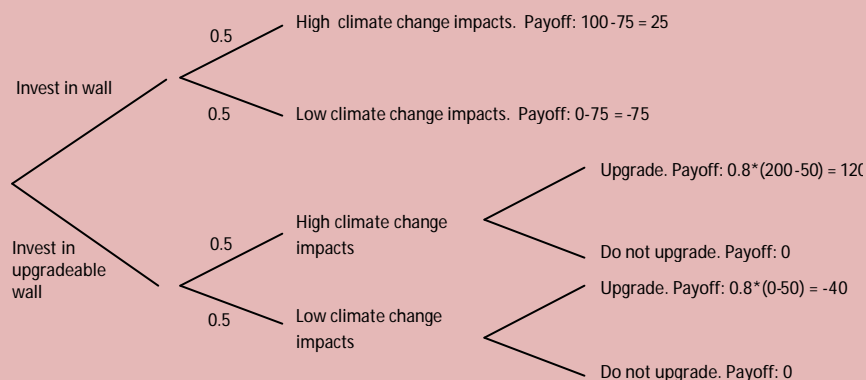 0.5
High climate change impacts. Payoff: 100-75 = 25
Invest in wall
0.5
Low climate change impacts. Payoff: 0-75 = -75
Upgrade. Payoff: 0.8*(200-50) = 120
Invest in
upgradeable
wall
0.5
High climate change
impacts
Do not upgrade. Payoff: 0
Upgrade. Payoff: 0.8*(0-50) = -40
0.5
Low climate change
impacts
Do not upgrade. Payoff: 0